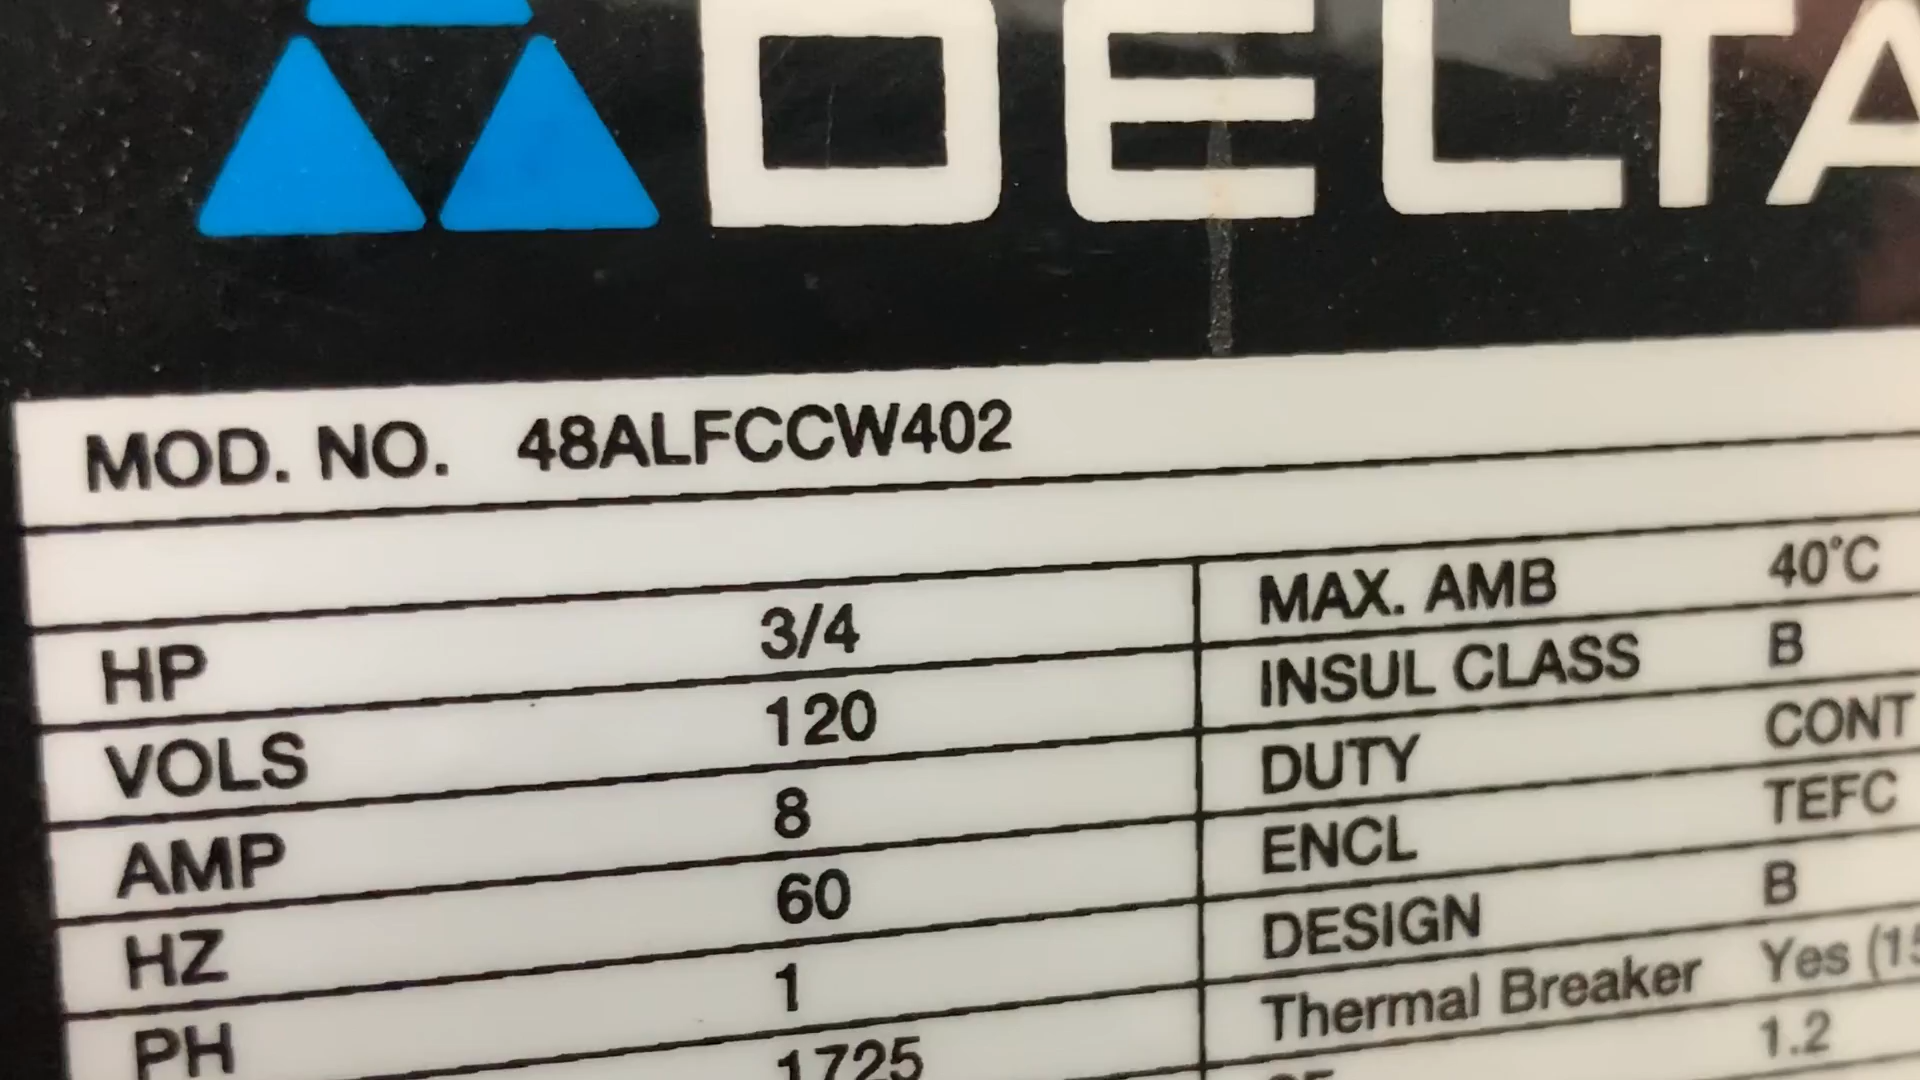 DELTA
MOD. NO. 48ALFCCW402
HP 3/4 MAX. AMB 40°C
VOLS 120 INSUL CLASS B
AMP 8 DUTY CONT
HZ 60 ENCL TEFC
PH 1 DESIGN B
1725 Thermal Breaker Yes (15
1.2